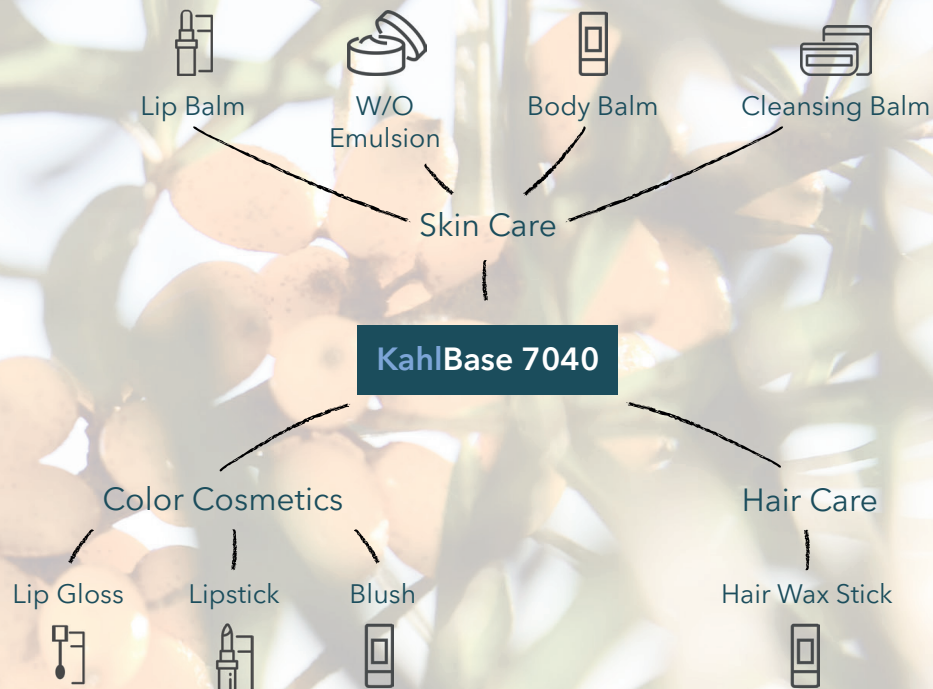 Lip Balm
W/O
Emulsion
Body Balm
Cleansing Balm
Skin Care
KahlBase 7040
Color Cosmetics
Hair Care
Lip Gloss
Lipstick
Blush
Hair Wax Stick